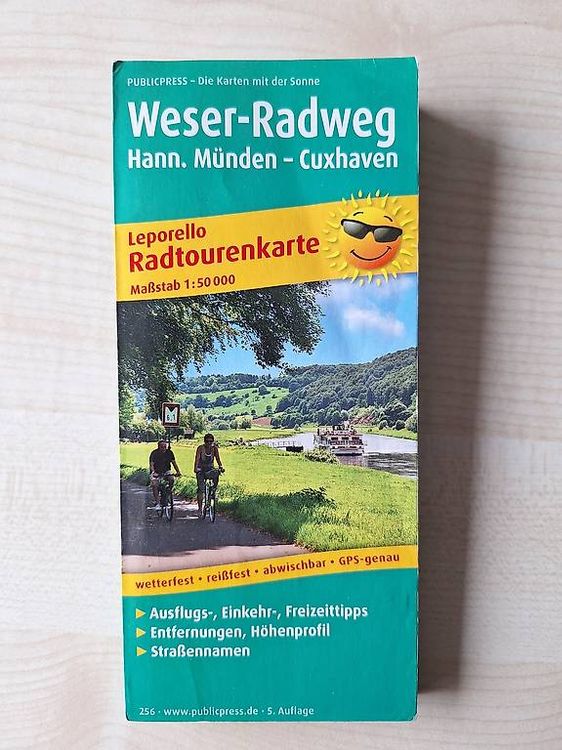 PUBLICPRESS – Die Karten mit der Sonne
Weser-Radweg
Hann. Münden – Cuxhaven
Leporello
Radtourenkarte
Maßstab 1:50 000
wetterfest • reißfest • abwischbar • GPS-genau
Ausflugs-, Einkehr-, Freizeittipps
Entfernungen, Höhenprofil
Straßennamen
256 · www.publicpress.de · 5. Auflage